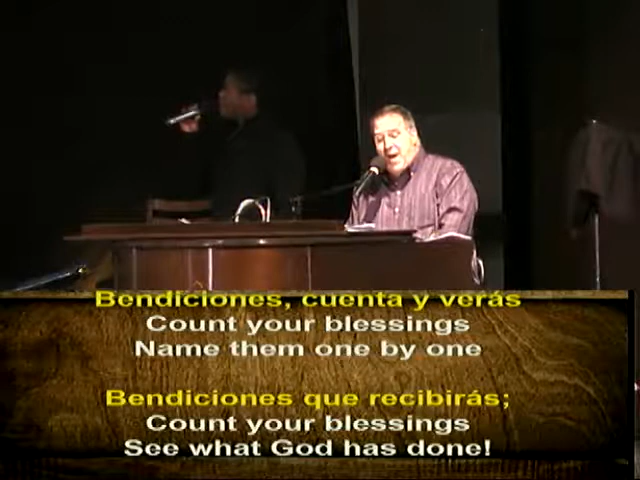 Bendiciones, cuenta y verás
Count your blessings
Name them one by one
Bendiciones que recibirás;
Count your blessings
See what God has done!